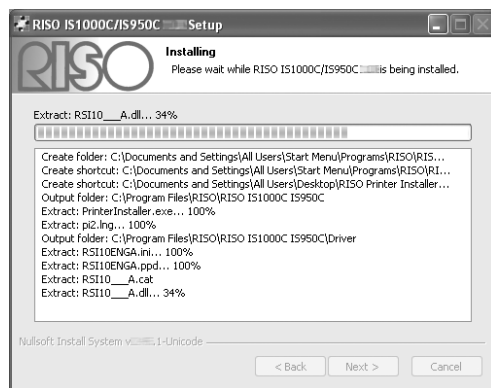 RISO IS1000C/IS950C Setup
RISO
Installing
Please wait while RISO IS1000C/IS950C is being installed.
Extract: RSI10___A.dll... 34%
Create folder: C:\Documents and Settings\All Users\Start Menu\Programs\RISO\RIS...
Create shortcut: C:\Documents and Settings\All Users\Start Menu\Programs\RISO\RI...
Create shortcut: C:\Documents and Settings\All Users\Desktop\RISO Printer Installer...
Output folder: C:\Program Files\RISO\RISO IS1000C IS950C
Extract: PrinterInstaller.exe... 100%
Extract: pi2.lng... 100%
Output folder: C:\Program Files\RISO\RISO IS1000C IS950C\Driver
Extract: RSI10ENGA.ini... 100%
Extract: RSI10ENGA.ppd... 100%
Extract: RSI10___A.cat
Extract: RSI10___A.dll... 34%
Nullsoft Install System v .1-Unicode
< Back
Next >
Cancel